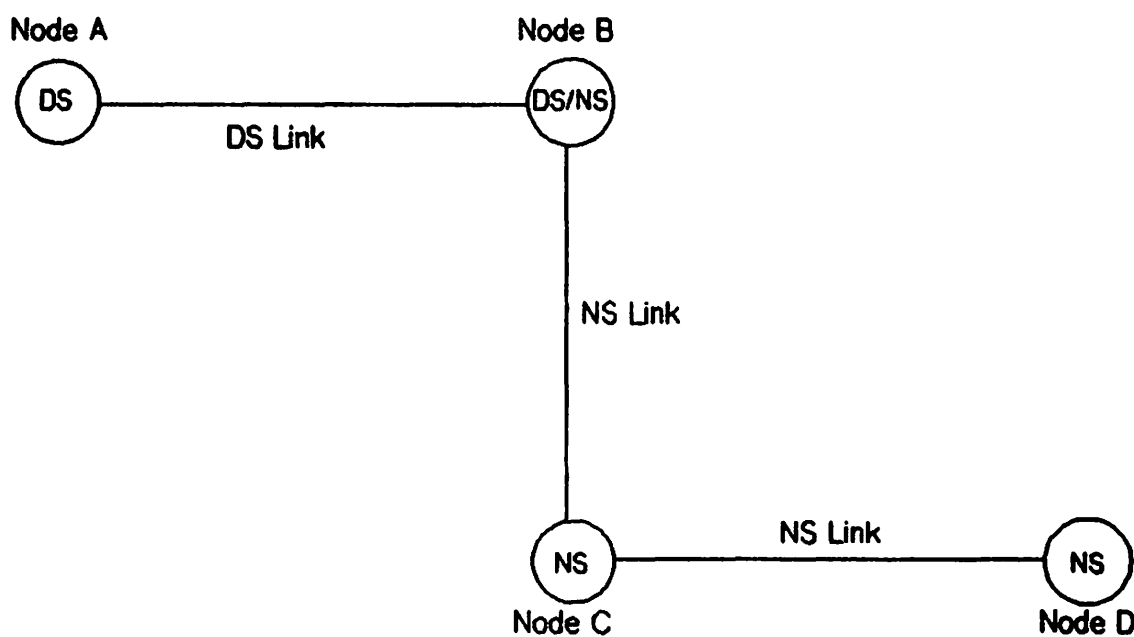 Node A
Node B
DS
DS/NS
DS Link
NS Link
NS Link
NS
NS
Node C
Node D